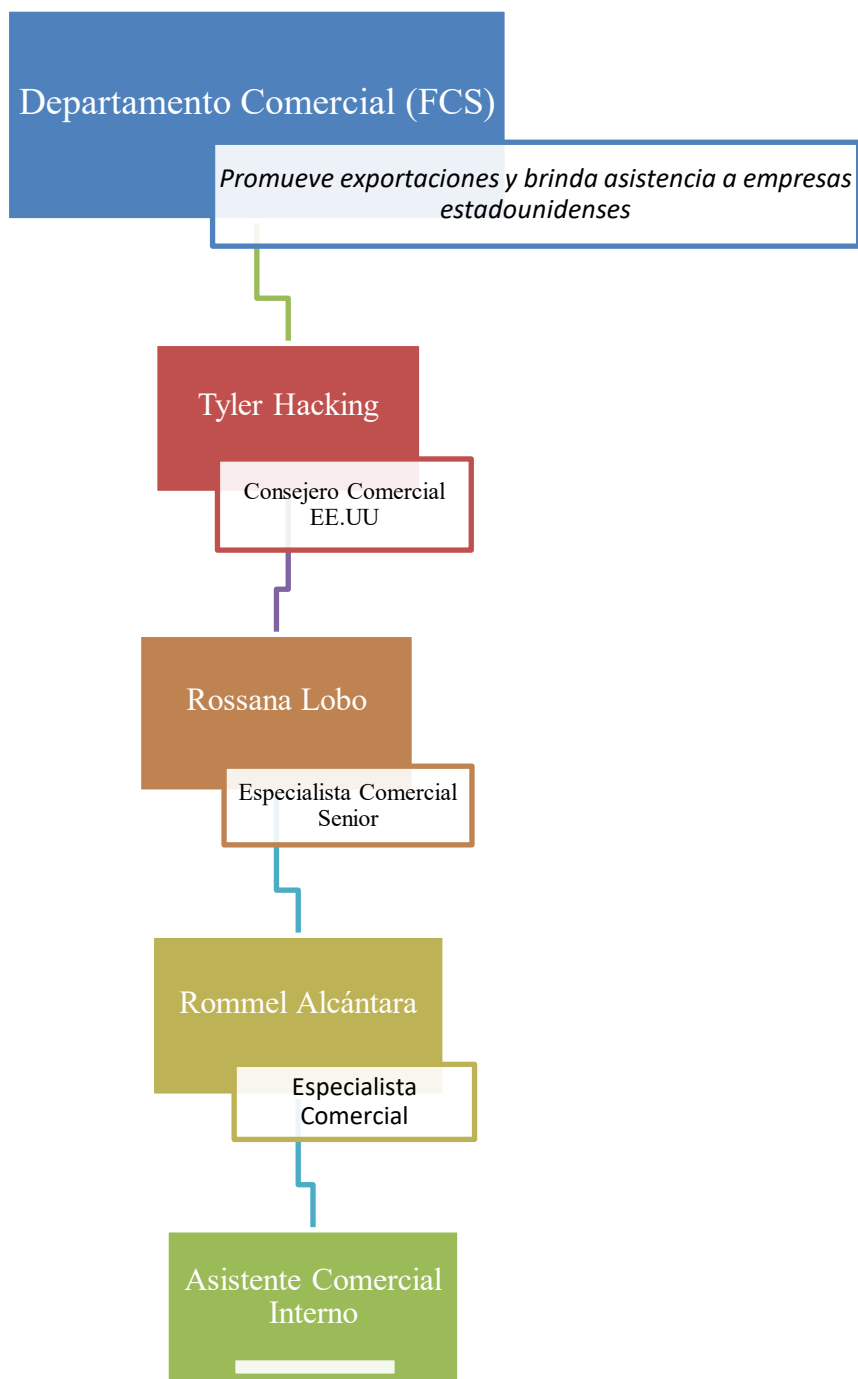 Departamento Comercial (FCS)
Promueve exportaciones y brinda asistencia a empresas
estadounidenses
Tyler Hacking
Consejero Comercial
EE.UU
Rossana Lobo
Especialista Comercial
Senior
Rommel Alcántara
Especialista
Comercial
Asistente Comercial
Interno